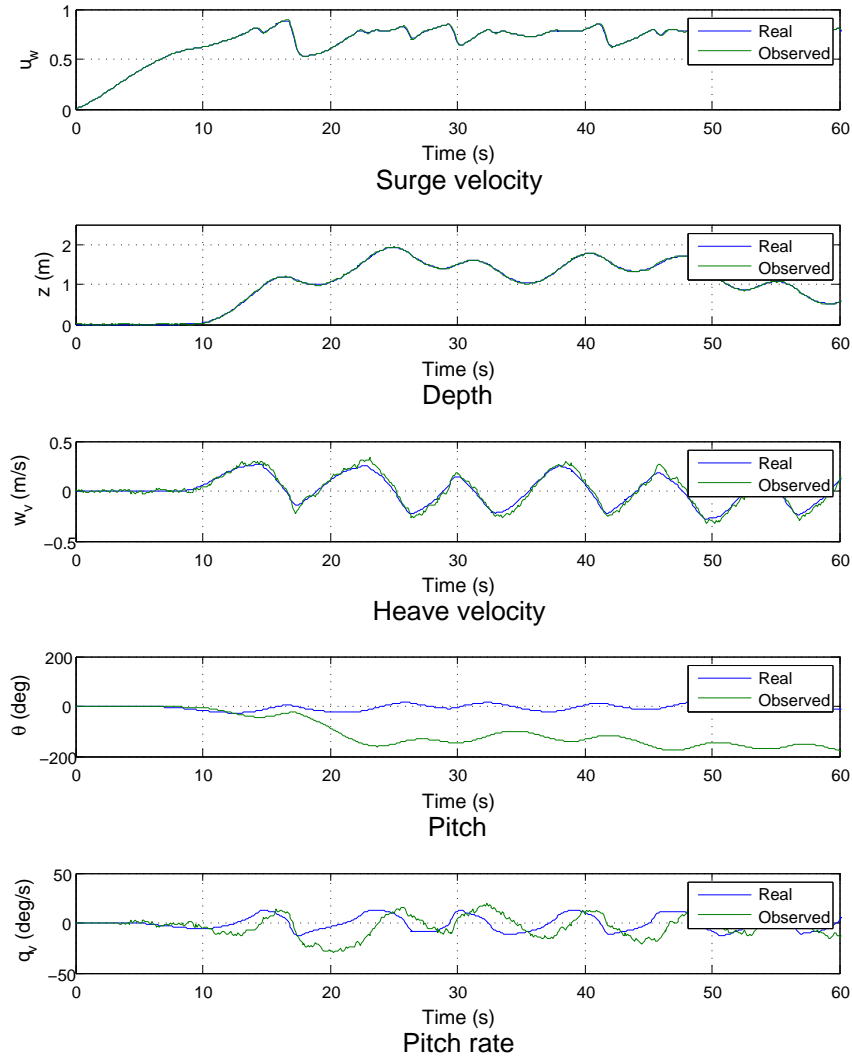 1
0.5
0
u_w
Real
Observed
0 10 20 30 40 50 60
Time (s)
Surge velocity
2
1
0
z (m)
Real
Observed
0 10 20 30 40 50 60
Time (s)
Depth
0.5
0
−0.5
w_v (m/s)
Real
Observed
0 10 20 30 40 50 60
Time (s)
Heave velocity
200
0
−200
θ (deg)
Real
Observed
0 10 20 30 40 50 60
Time (s)
Pitch
50
0
−50
q_v (deg/s)
Real
Observed
0 10 20 30 40 50 60
Time (s)
Pitch rate